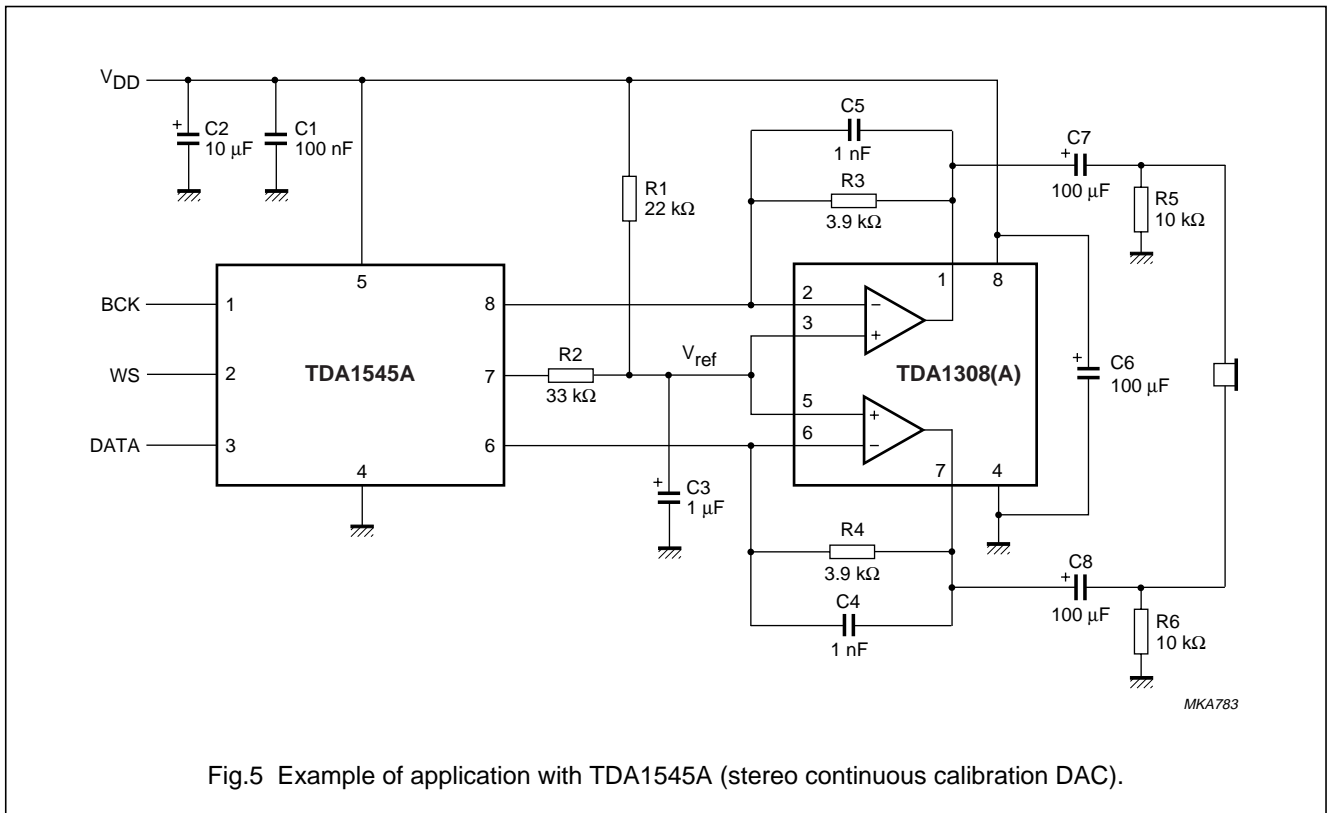 VDD
C2
10 μF
+
C1
100 nF
R1
22 kΩ
C5
1 nF
R3
3.9 kΩ
C7
+
100 μF
R5
10 kΩ
BCK
WS
DATA
1
2
3
5
TDA1545A
4
8
7
6
R2
33 kΩ
Vref
C3
+
1 μF
2
3
5
6
−
+
+
−
1
8
TDA1308(A)
7
4
C6
+
100 μF
R4
3.9 kΩ
C4
1 nF
C8
+
100 μF
R6
10 kΩ
MKA783
Fig.5 Example of application with TDA1545A (stereo continuous calibration DAC).